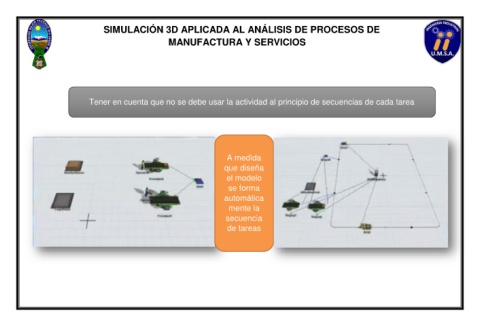 SIMULACIÓN 3D APLICADA AL ANÁLISIS DE PROCESOS DE
MANUFACTURA Y SERVICIOS
U.M.S.A.
Tener en cuenta que no se debe usar la actividad al principio de secuencias de cada tarea
A medida
que diseña
el modelo
se forma
automática
mente la
secuencia
de tareas